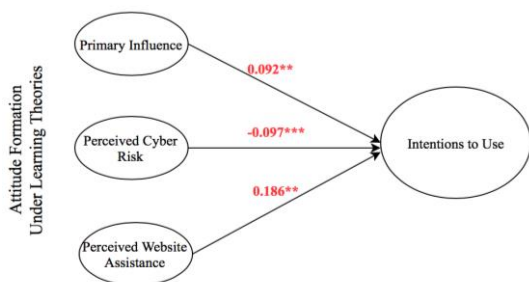 Attitude Formation
Under Learning Theories
Primary Influence
0.092**
Perceived Cyber
Risk
-0.097***
Intentions to Use
0.186**
Perceived Website
Assistance